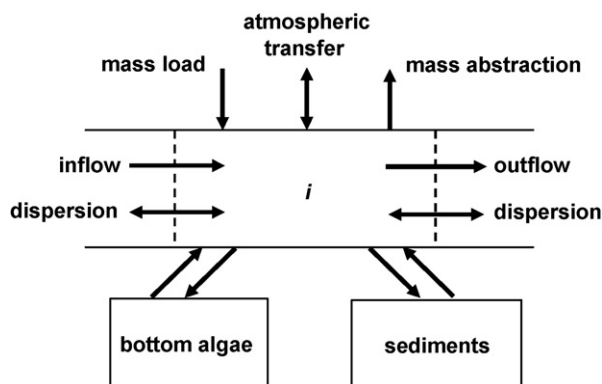 atmospheric
transfer
mass load
mass abstraction
inflow
outflow
i
dispersion
dispersion
bottom algae
sediments